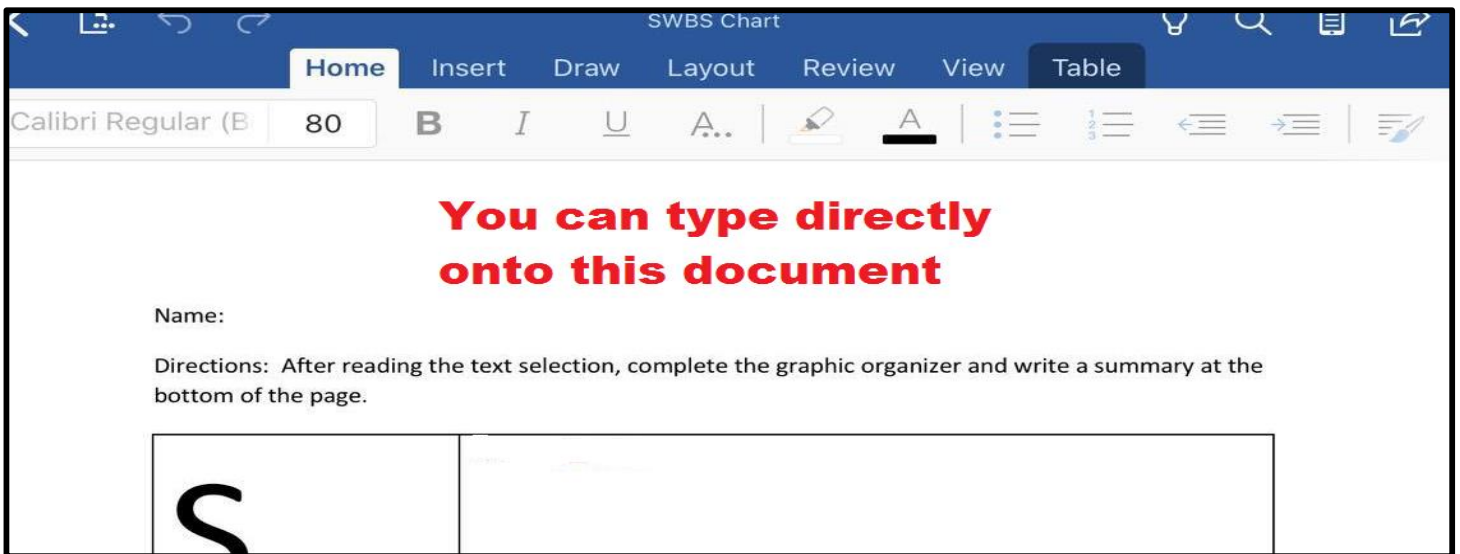 SWBS Chart
Home Insert Draw Layout Review View Table
Calibri Regular (B 80 B I U A.. A
You can type directly
onto this document
Name:
Directions: After reading the text selection, complete the graphic organizer and write a summary at the
bottom of the page.
S